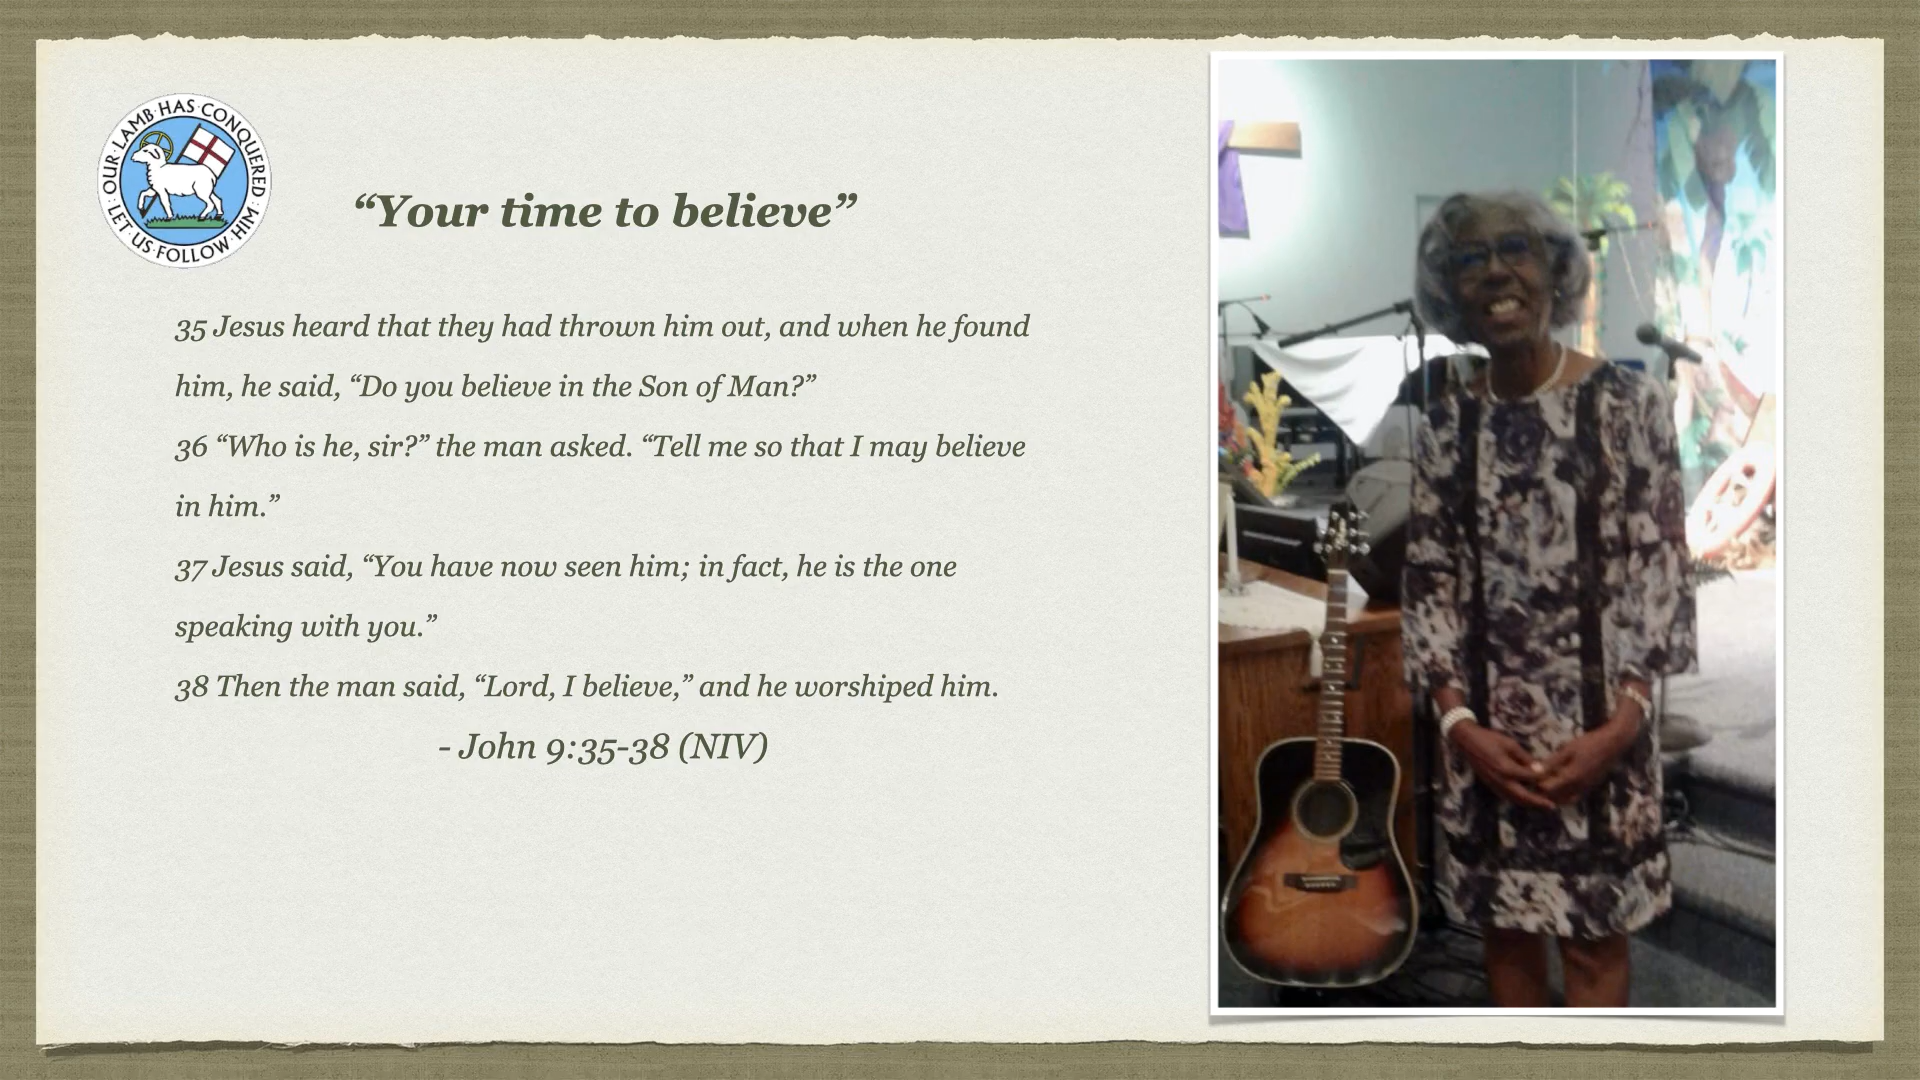 OUR LAMB HAS CONQUERED
LET US FOLLOW HIM
“Your time to believe”
35 Jesus heard that they had thrown him out, and when he found
him, he said, “Do you believe in the Son of Man?”
36 “Who is he, sir?” the man asked. “Tell me so that I may believe
in him.”
37 Jesus said, “You have now seen him; in fact, he is the one
speaking with you.”
38 Then the man said, “Lord, I believe,” and he worshiped him.
- John 9:35-38 (NIV)